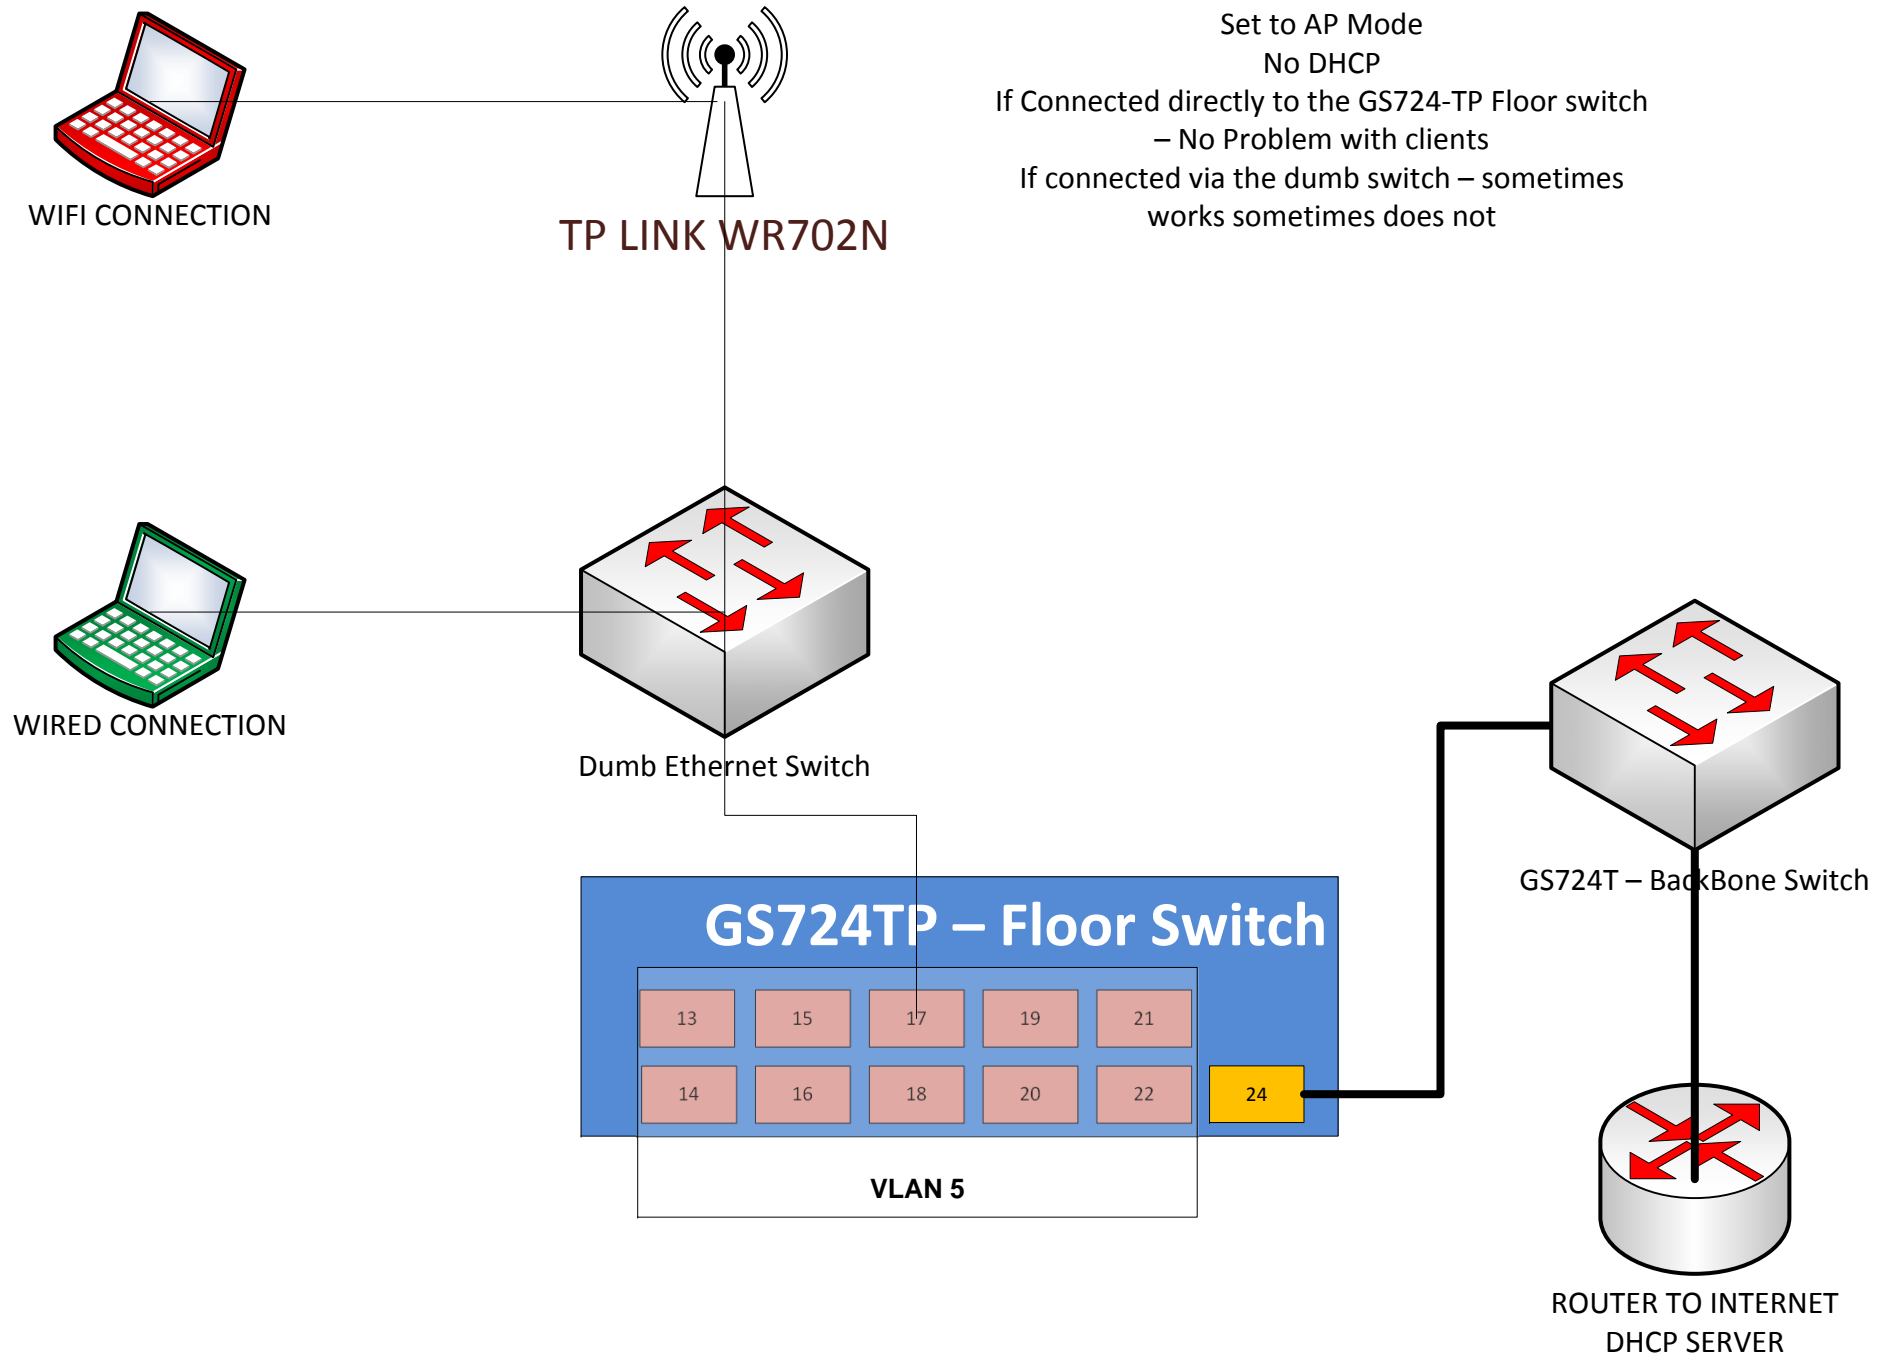 Set to AP Mode
No DHCP
If Connected directly to the GS724-TP Floor switch
– No Problem with clients
If connected via the dumb switch – sometimes
works sometimes does not
WIFI CONNECTION
TP LINK WR702N
WIRED CONNECTION
Dumb Ethernet Switch
GS724T – BackBone Switch
GS724TP – Floor Switch
13 15 17 19 21
14 16 18 20 22 24
VLAN 5
ROUTER TO INTERNET
DHCP SERVER